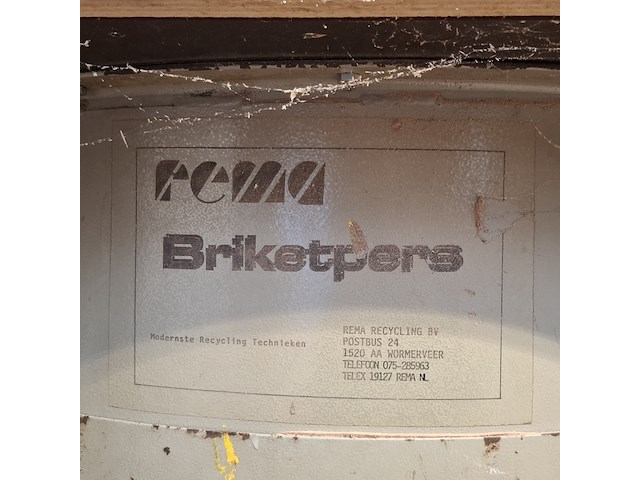 rema
Briketpers
Modernste Recycling Technieken
REMA RECYCLING BV
POSTBUS 24
1520 AA WORMERVEER
TELEFOON 075-285963
TELEX 19127 REMA NL